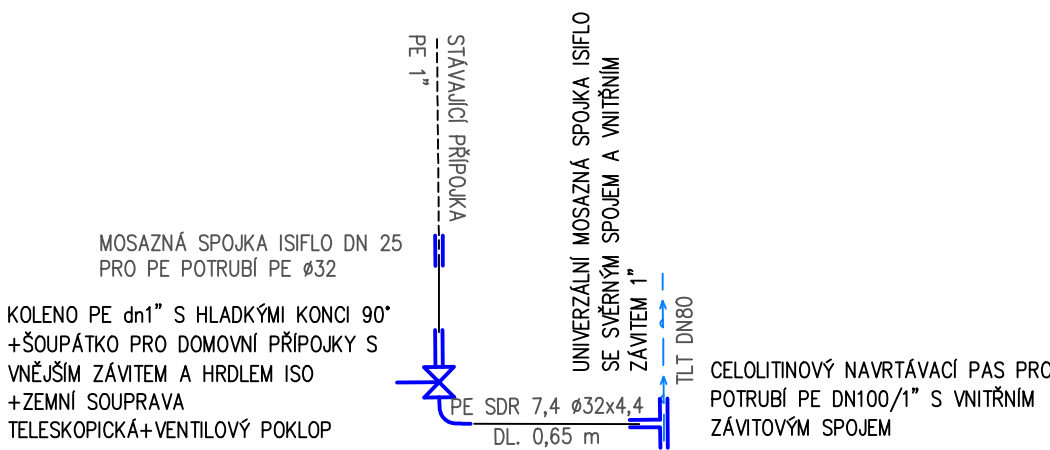 STÁVAJÍCÍ PŘÍPOJKA
PE 1"
UNIVERZÁLNÍ MOSAZNÁ SPOJKA ISIFLO
SE SVĚRNÝM SPOJEM A VNITŘNÍM
ZÁVITEM 1"
MOSAZNÁ SPOJKA ISIFLO DN 25
PRO PE POTRUBÍ PE ø32
KOLENO PE dn1" S HLADKÝMI KONCI 90°
+ŠOUPÁTKO PRO DOMOVNÍ PŘÍPOJKY S
VNĚJŠÍM ZÁVITEM A HRDLEM ISO
+ZEMNÍ SOUPRAVA
TELESKOPICKÁ+VENTILOVÝ POKLOP
PE SDR 7,4 ø32x4,4
DL. 0,65 m
TLT DN80
CELOLITINOVÝ NAVRTÁVACÍ PAS PRO
POTRUBÍ PE DN100/1" S VNITŘNÍM
ZÁVITOVÝM SPOJEM